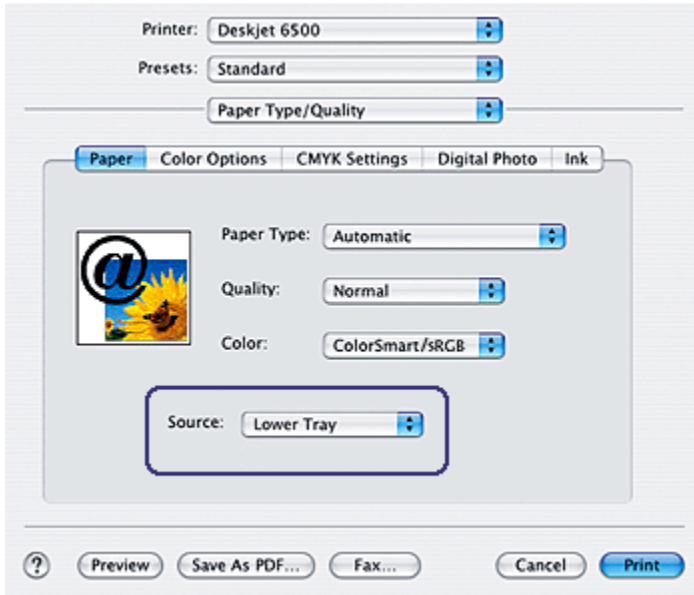 Printer: Deskjet 6500
Presets: Standard
Paper Type/Quality
Paper Color Options CMYK Settings Digital Photo Ink
Paper Type: Automatic
@
Quality: Normal
Color: ColorSmart/sRGB
Source: Lower Tray
? Preview Save As PDF... Fax... Cancel Print